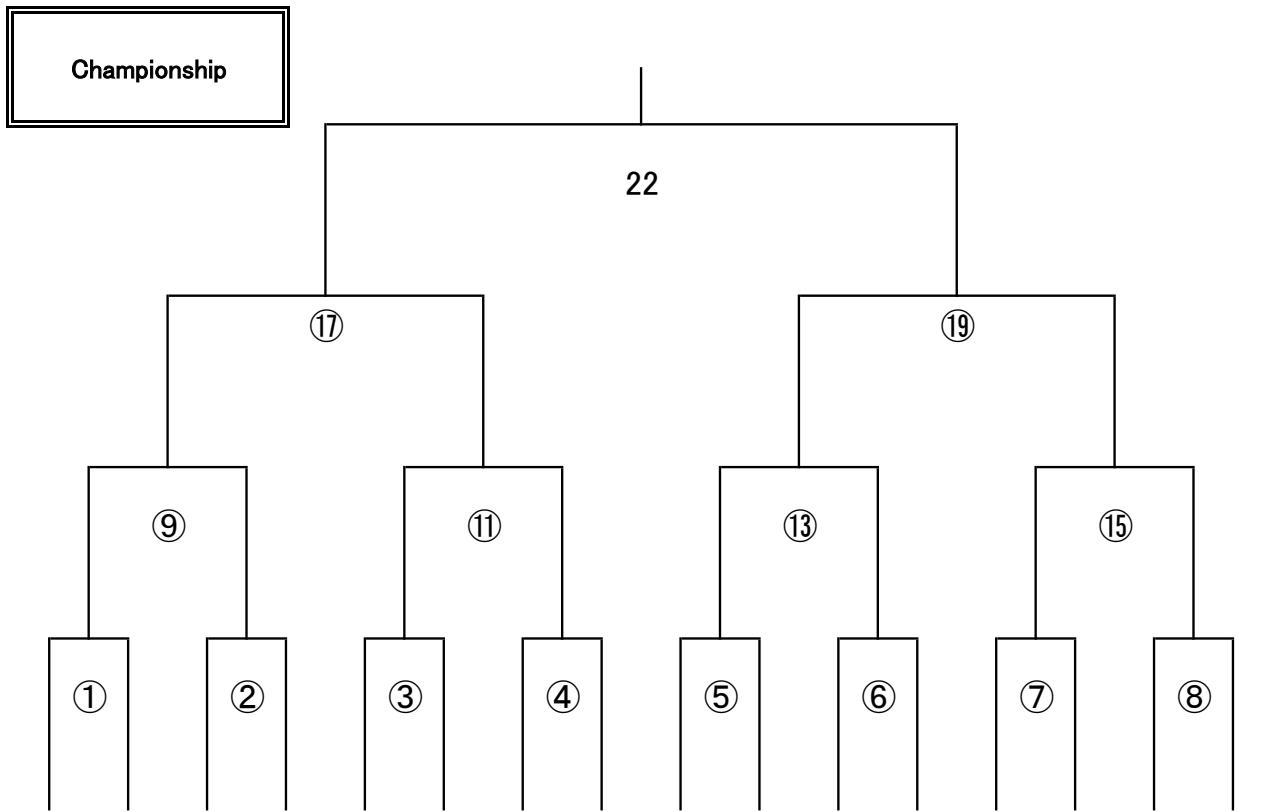 Championship
22
⑰ ⑲
⑨ ⑪ ⑬ ⑮
① ② ③ ④ ⑤ ⑥ ⑦ ⑧